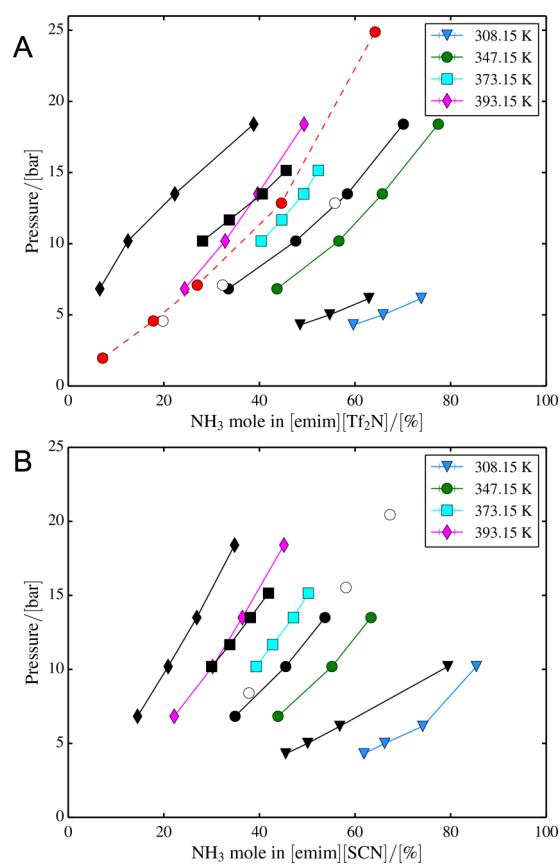 A
25
20
15
10
5
0
Pressure/[bar]
308.15 K
347.15 K
373.15 K
393.15 K
0 20 40 60 80 100
NH₃ mole in [emim][Tf₂N]/[%]
B
25
20
15
10
5
0
Pressure/[bar]
308.15 K
347.15 K
373.15 K
393.15 K
0 20 40 60 80 100
NH₃ mole in [emim][SCN]/[%]